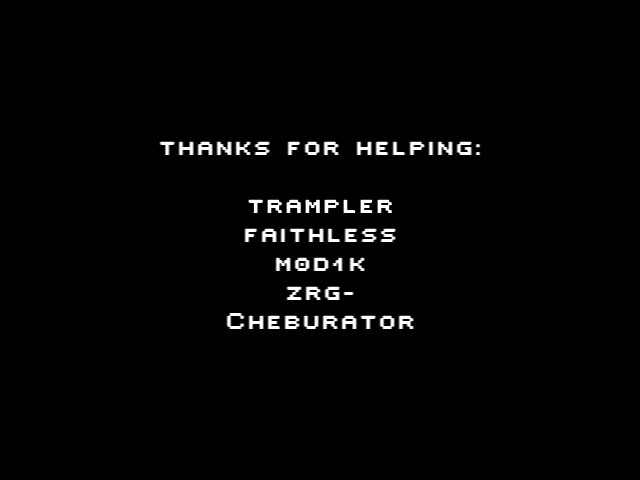 THANKS FOR HELPING:
TRAMPLER
FAITHLESS
M0D1K
ZRG-
CHEBURATOR